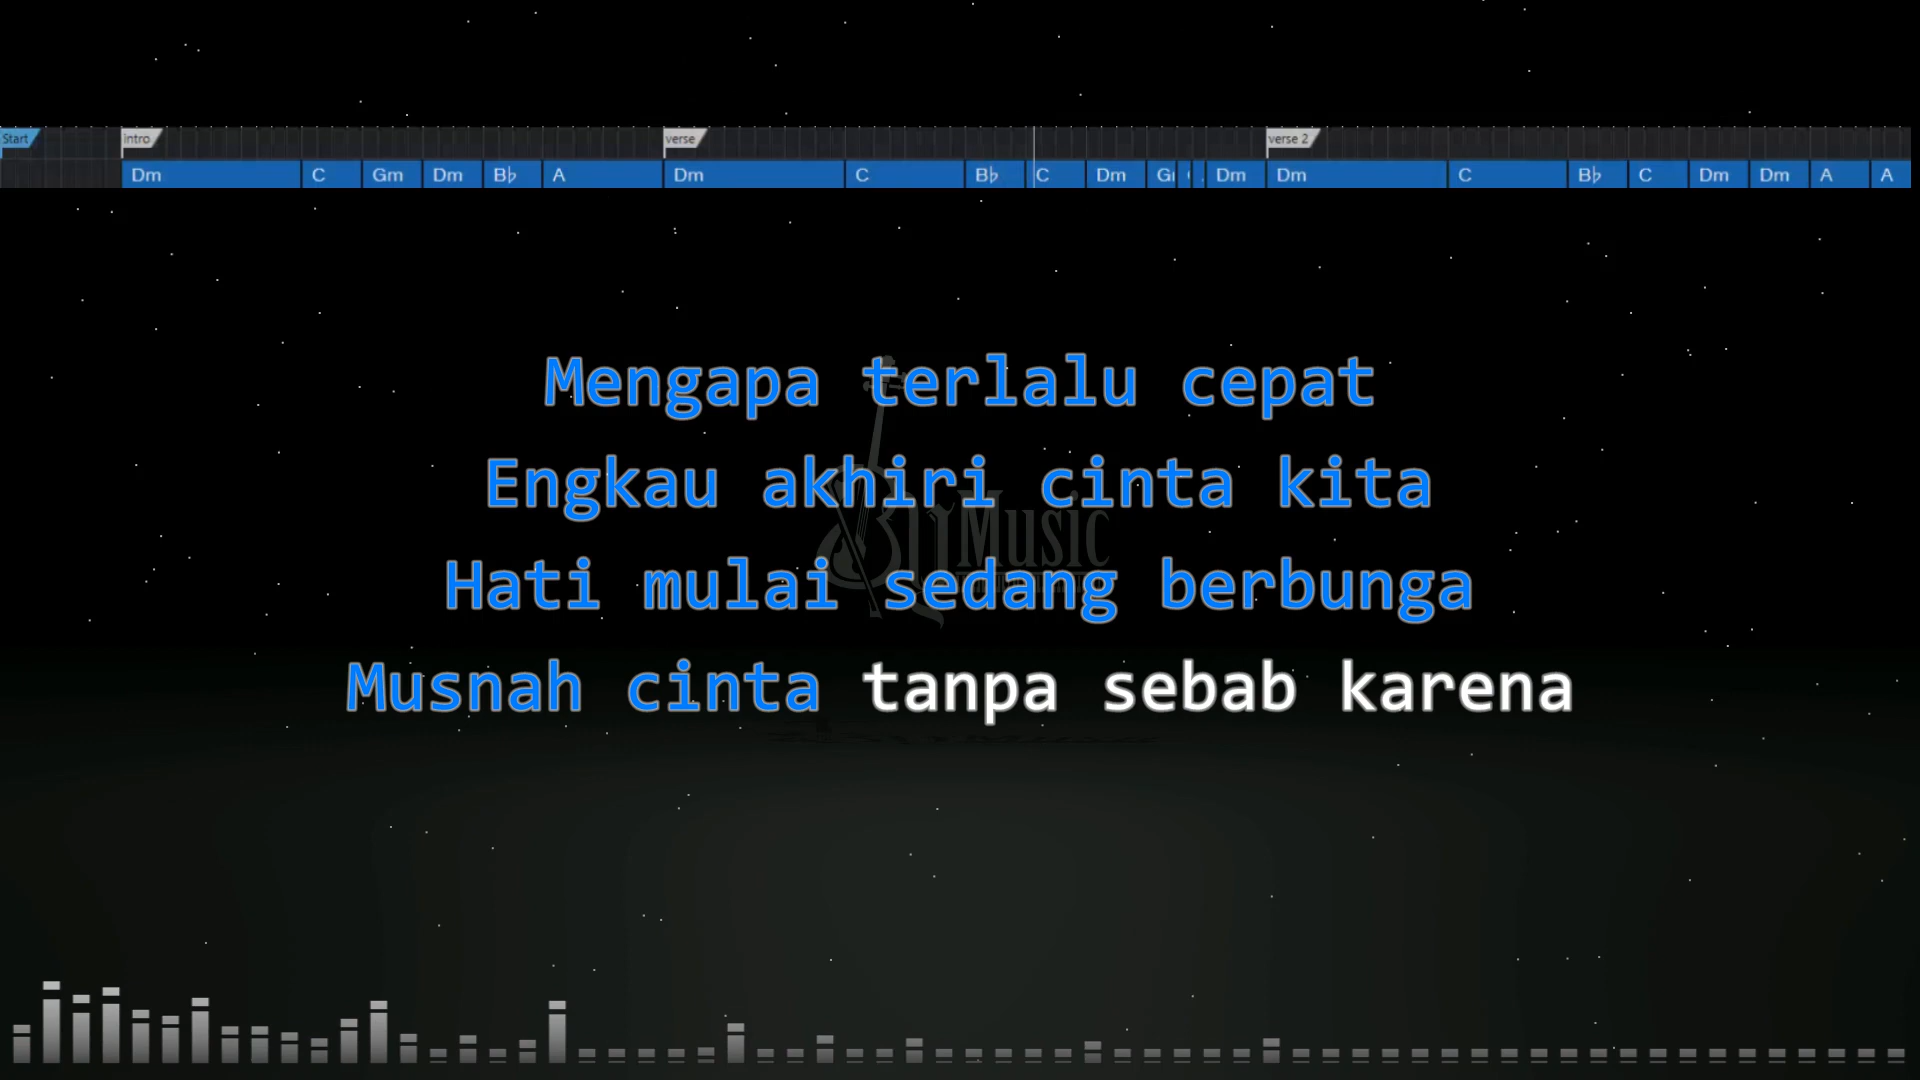 Start intro verse verse 2
Dm C Gm Dm B♭ A Dm C B♭ C Dm Dm Dm C B♭ C Dm Dm A A
Mengapa terlalu cepat
Engkau akhiri cinta kita
Music
Hati mulai sedang berbunga
Musnah cinta tanpa sebab karena